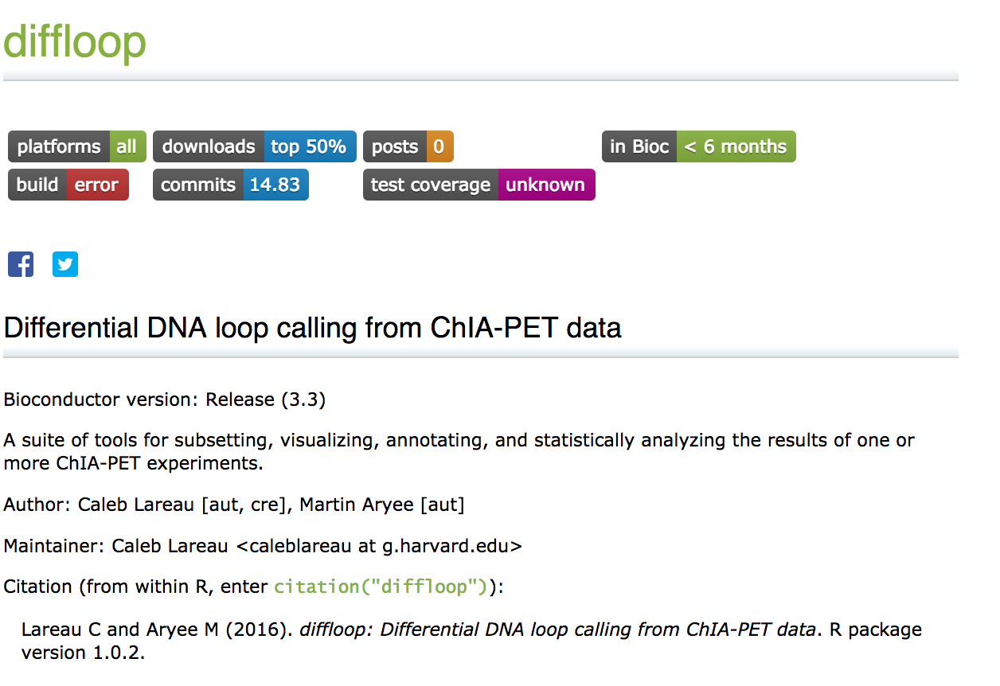 diffloop
platforms all downloads top 50% posts 0 in Bioc < 6 months
build error commits 14.83 test coverage unknown
Differential DNA loop calling from ChIA-PET data
Bioconductor version: Release (3.3)
A suite of tools for subsetting, visualizing, annotating, and statistically analyzing the results of one or
more ChIA-PET experiments.
Author: Caleb Lareau [aut, cre], Martin Aryee [aut]
Maintainer: Caleb Lareau <caleblareau at g.harvard.edu>
Citation (from within R, enter citation("diffloop")):
Lareau C and Aryee M (2016). diffloop: Differential DNA loop calling from ChIA-PET data. R package
version 1.0.2.